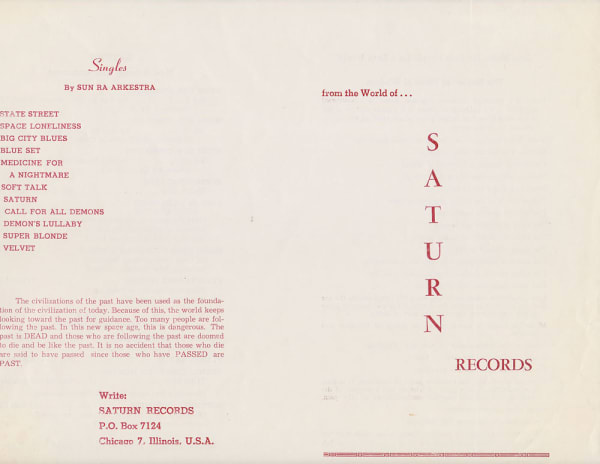 Singles
By SUN RA ARKESTRA
STATE STREET
SPACE LONELINESS
BIG CITY BLUES
BLUE SET
MEDICINE FOR
A NIGHTMARE
SOFT TALK
SATURN
CALL FOR ALL DEMONS
DEMON'S LULLABY
SUPER BLONDE
VELVET
The civilizations of the past have been used as the founda-
tion of the civilization of today. Because of this, the world keeps
looking toward the past for guidance. Too many people are fol-
lowing the past. In this new space age, this is dangerous. The
past is DEAD and those who are following the past are doomed
to die and be like the past. It is no accident that those who die
are said to have passed since those who have PASSED are
PAST.
Write:
SATURN RECORDS
P.O. Box 7124
Chicago 7, Illinois, U.S.A.
from the World of . . .
S
A
T
U
R
N
RECORDS